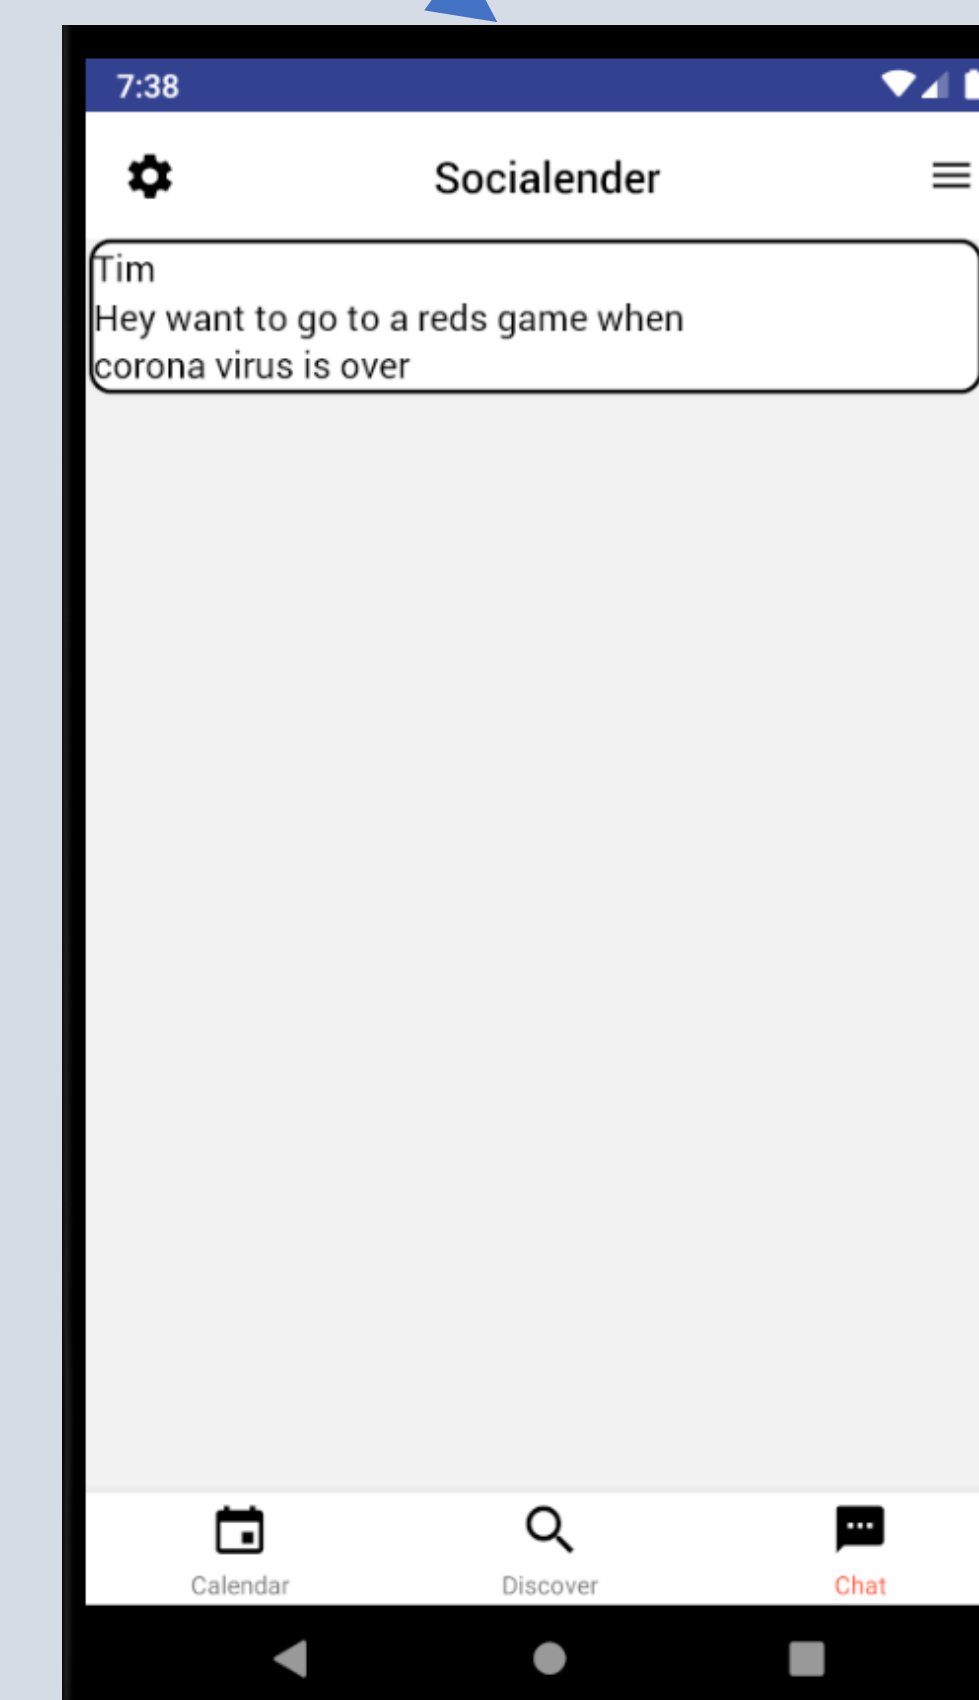 7:38
Socialender
Tim
Hey want to go to a reds game when
corona virus is over
Calendar
Discover
Chat